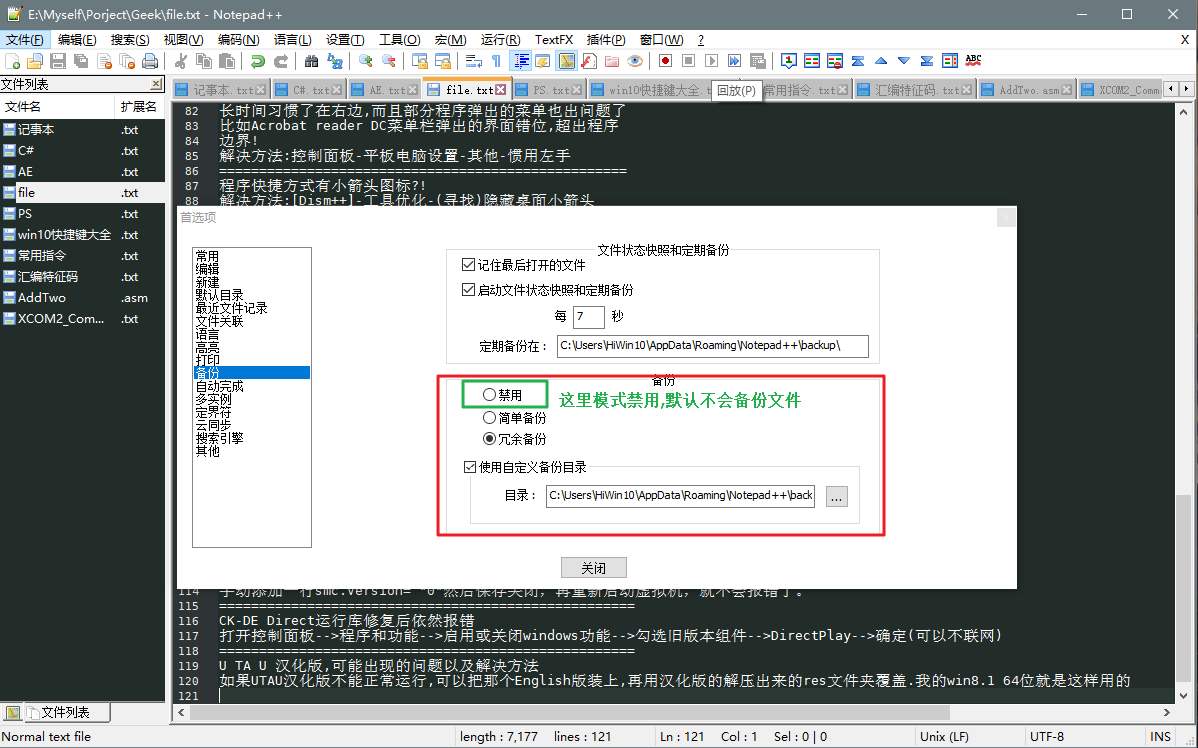 E:\Myself\Porject\Geek\file.txt - Notepad++
文件(F) 编辑(E) 搜索(S) 视图(V) 编码(N) 语言(L) 设置(T) 工具(O) 宏(M) 运行(R) TextFX 插件(P) 窗口(W) ? X
文件列表
记事本.txt C#.txt AE.txt file.txt PS.txt win10快捷键大全.t 回放(P) 常用指令.txt 汇编特征码.txt AddTwo.asm XCOM2_Comm
文件名 扩展名
记事本 .txt
C# .txt
AE .txt
file .txt
PS .txt
win10快捷键大全 .txt
常用指令 .txt
汇编特征码 .txt
AddTwo .asm
XCOM2_Com... .txt
82 长时间习惯了在右边,而且部分程序弹出的菜单也出问题了
83 比如Acrobat reader DC菜单栏弹出的界面错位,超出程序
84 边界!
85 解决方法:控制面板-平板电脑设置-其他-惯用左手
86 ===================================================
87 程序快捷方式有小箭头图标?!
88 解决方法:[Dism++]-工具优化-(寻找)隐藏桌面小箭头
首选项
常用
编辑
新建
默认目录
最近文件记录
文件关联
语言
高亮
打印
备份
自动完成
多实例
定界符
云同步
搜索引擎
其他
文件状态快照和定期备份
记住最后打开的文件
启动文件状态快照和定期备份
每 7 秒
定期备份在： C:\Users\HiWin10\AppData\Roaming\Notepad++\backup\
备份
禁用 这里模式禁用,默认不会备份文件
简单备份
冗余备份
使用自定义备份目录
目录： C:\Users\HiWin10\AppData\Roaming\Notepad++\back ...
关闭
114 手动添加一行smc.version= "0"然后保存关闭, 再重新启动虚拟机, 就不会报错了。
115 ====================================================
116 CK-DE Direct运行库修复后依然报错
117 打开控制面板-->程序和功能-->启用或关闭windows功能-->勾选旧版本组件-->DirectPlay-->确定(可以不联网)
118 ====================================================
119 U TA U 汉化版,可能出现的问题以及解决方法
120 如果UTAU汉化版不能正常运行,可以把那个English版装上,再用汉化版的解压出来的res文件夹覆盖.我的win8.1 64位就是这样用的
121
文件列表
Normal text file length : 7,177 lines : 121 Ln : 121 Col : 1 Sel : 0 | 0 Unix (LF) UTF-8 INS